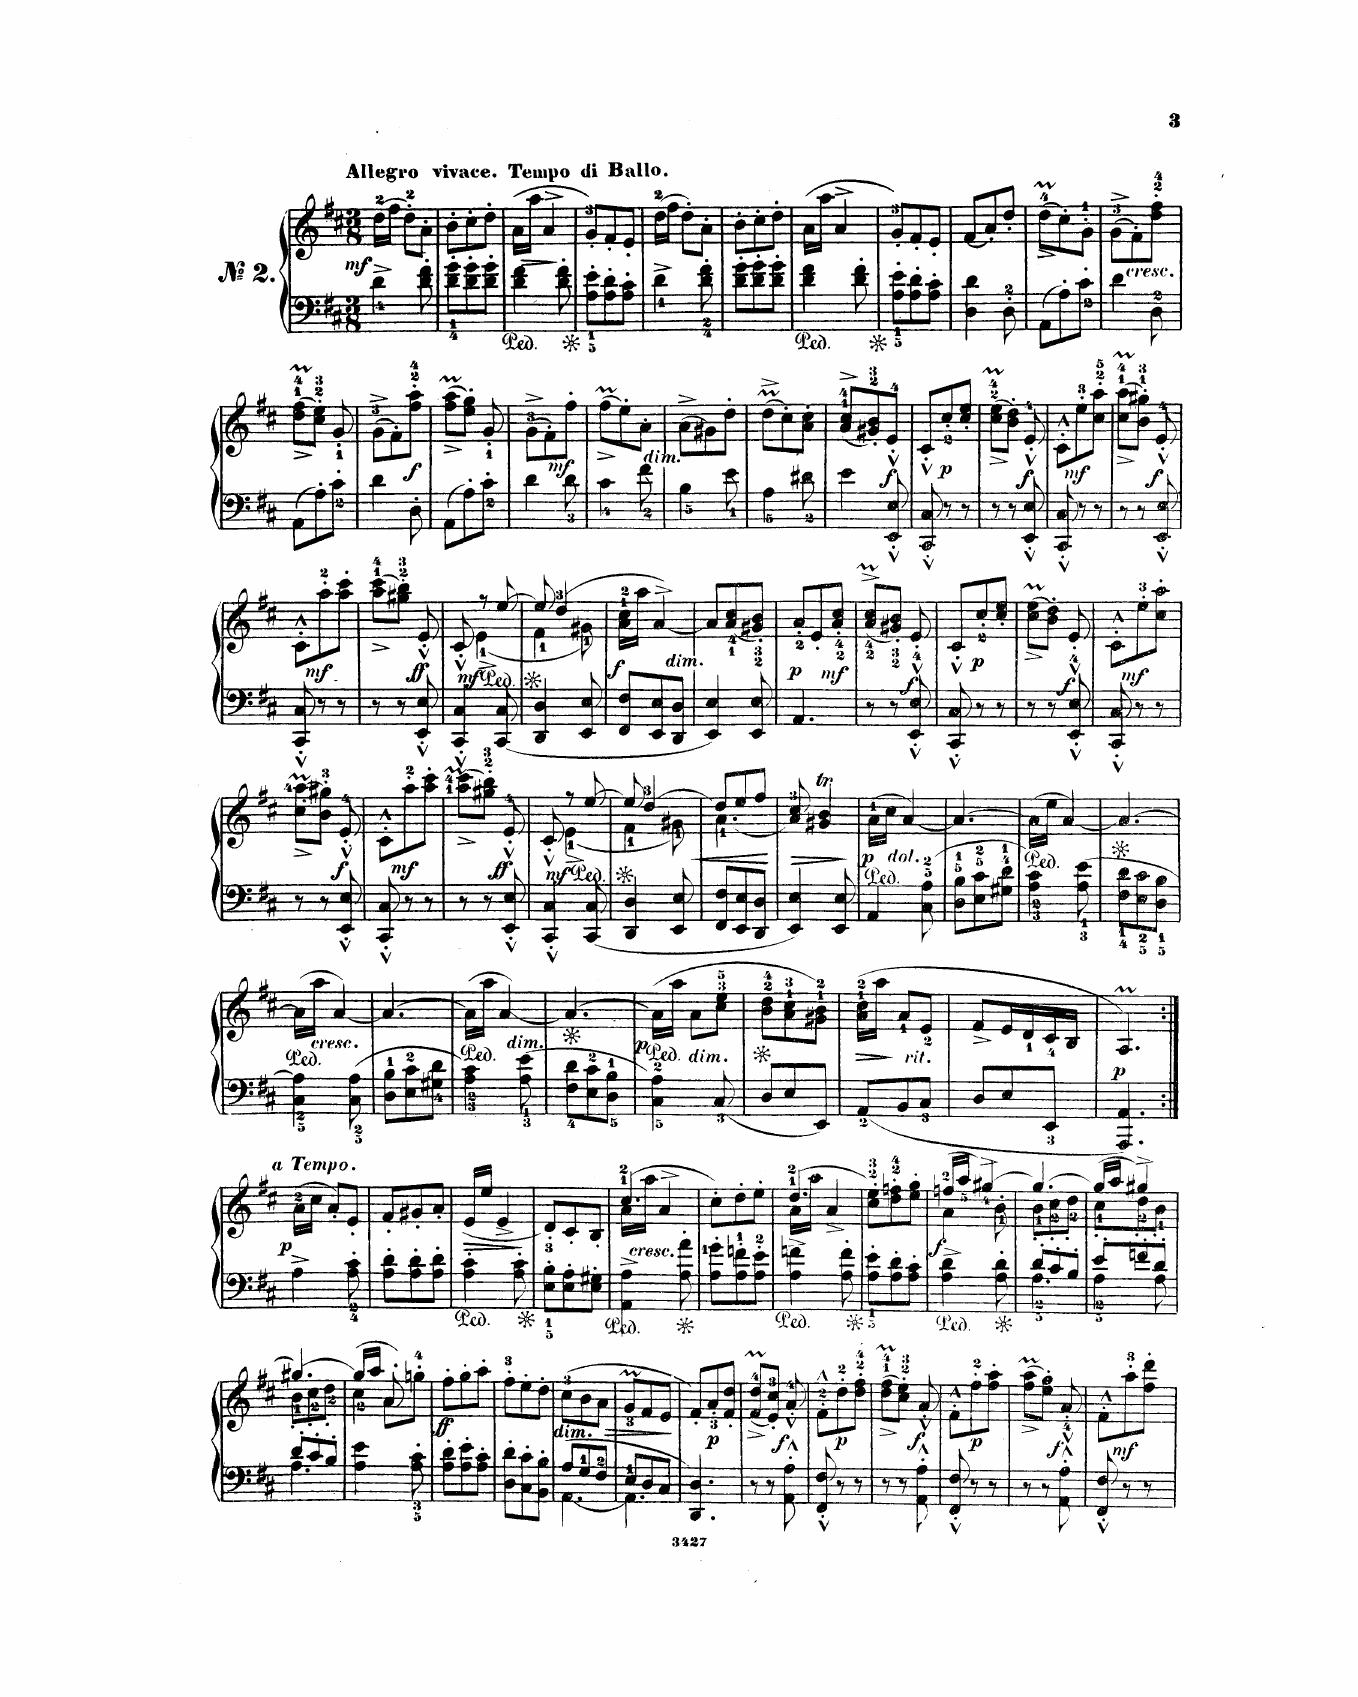 3
Allegro vivace. Tempo di Ballo.
№ 2.
mf
cresc.
Ped. Ped.
f mf dim. f p f mf f
mf ff mf Ped. f dim. p mf f p f mf
tr
f mf ff mf Ped. p dol. Ped. Ped.
cresc. dim. p dim. rit. p
Ped. Ped. Ped.
a Tempo.
p cresc. f
Ped. Ped. Ped. Ped.
ff dim. p f p f p f mf
3427